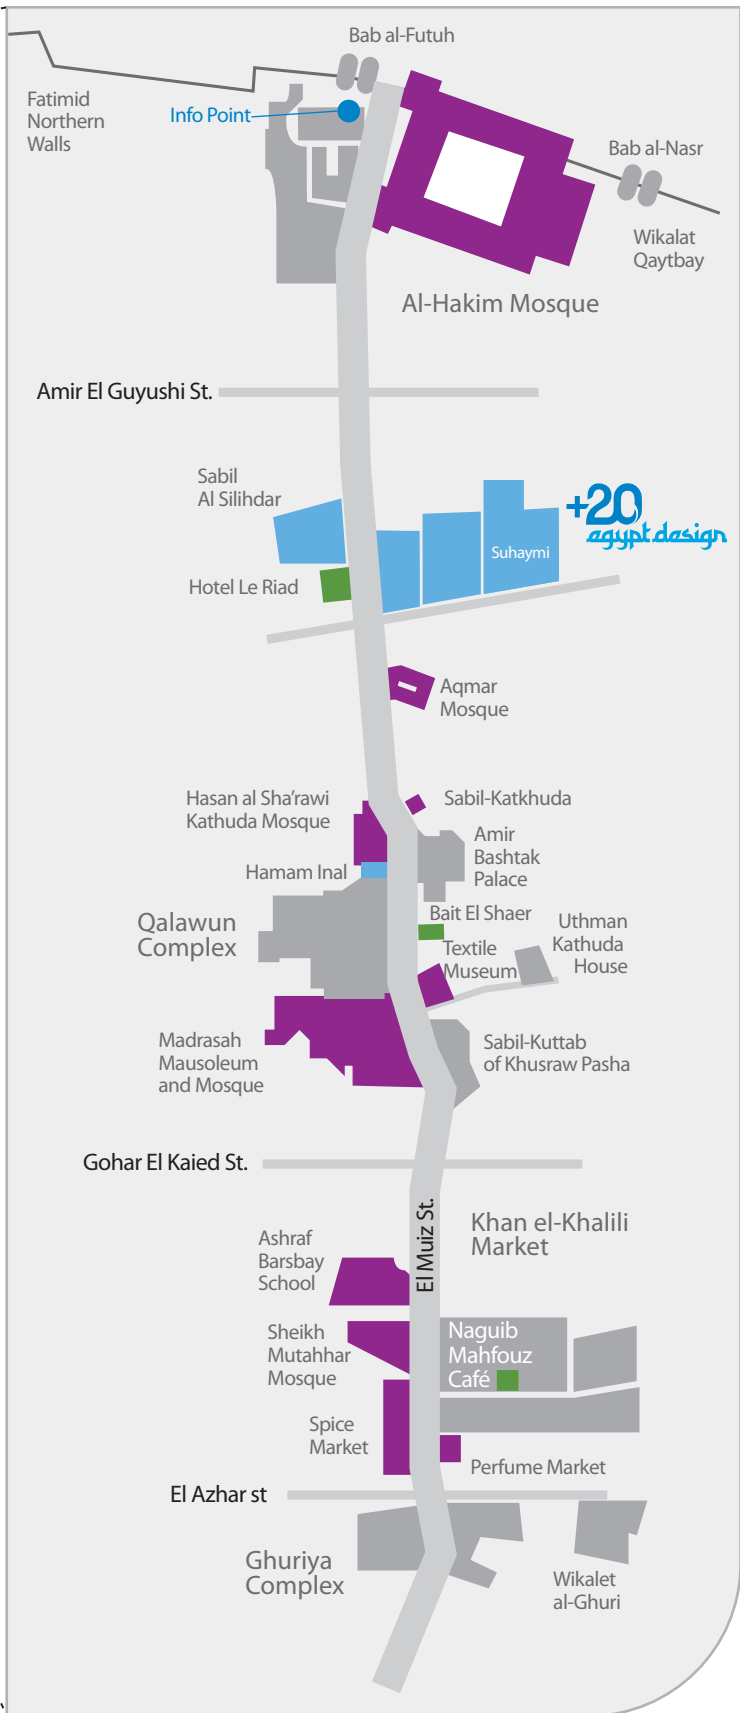 Bab al-Futuh
Fatimid
Northern
Walls
Info Point
Bab al-Nasr
Wikalat
Qaytbay
Al-Hakim Mosque
Amir El Guyushi St.
Sabil
Al Silihdar
+20
egypt design
Suhaymi
Hotel Le Riad
Aqmar
Mosque
Hasan al Sha'rawi
Kathuda Mosque
Sabil-Katkhuda
Amir
Bashtak
Palace
Hamam Inal
Qalawun
Complex
Bait El Shaer
Textile
Museum
Uthman
Kathuda
House
Madrasah
Mausoleum
and Mosque
Sabil-Kuttab
of Khusraw Pasha
Gohar El Kaied St.
El Muiz St.
Khan el-Khalili
Market
Ashraf
Barsbay
School
Sheikh
Mutahhar
Mosque
Naguib
Mahfouz
Café
Spice
Market
Perfume Market
El Azhar st
Ghuriya
Complex
Wikalet
al-Ghuri